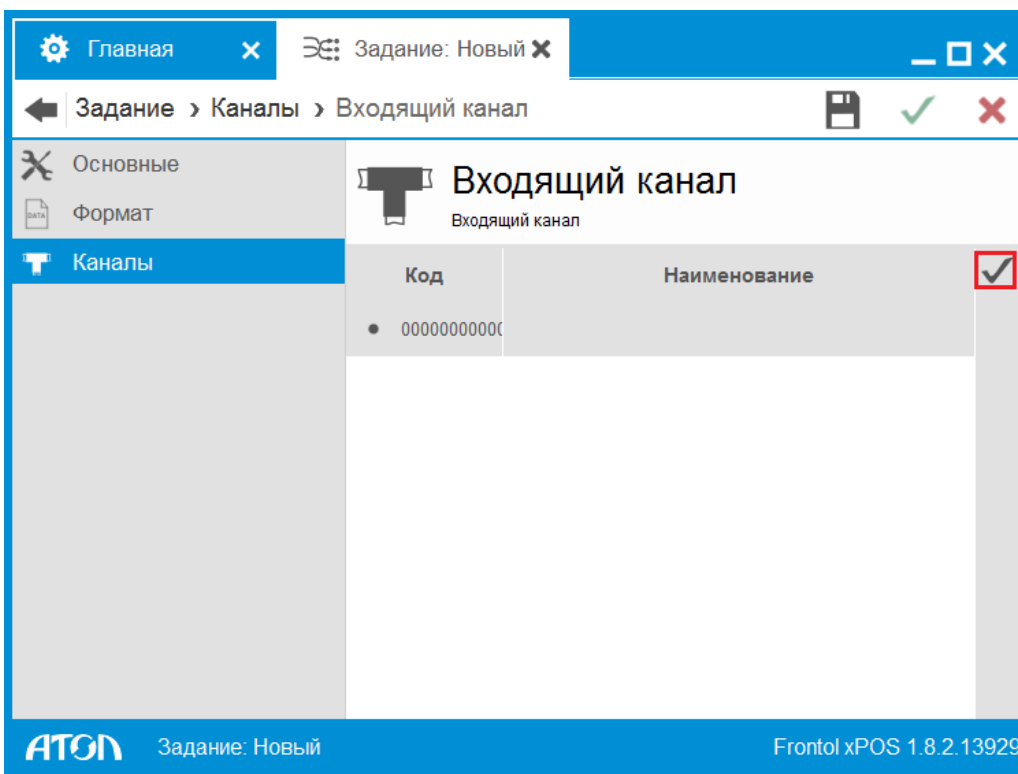 Главная
Задание: Новый
Задание › Каналы › Входящий канал
Основные
DATA
Формат
Каналы
Входящий канал
Входящий канал
Код Наименование
00000000000
АТОЛ Задание: Новый Frontol xPOS 1.8.2.13929